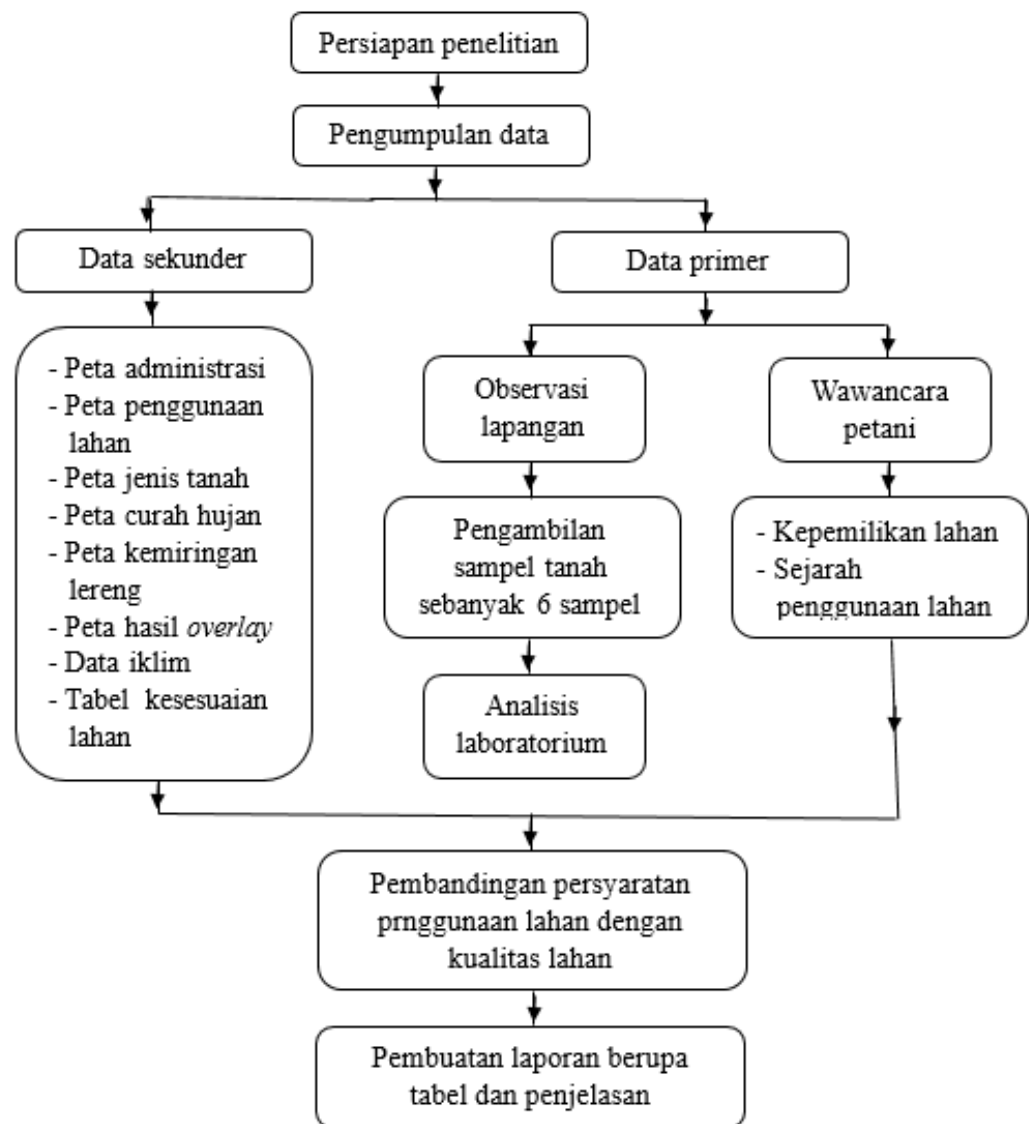 Persiapan penelitian
Pengumpulan data
Data sekunder
Data primer
- Peta administrasi
- Peta penggunaan
lahan
- Peta jenis tanah
- Peta curah hujan
- Peta kemiringan
lereng
- Peta hasil overlay
- Data iklim
- Tabel kesesuaian
lahan
Observasi
lapangan
Wawancara
petani
Pengambilan
sampel tanah
sebanyak 6 sampel
- Kepemilikan lahan
- Sejarah
penggunaan lahan
Analisis
laboratorium
Pembandingan persyaratan
prnggunaan lahan dengan
kualitas lahan
Pembuatan laporan berupa
tabel dan penjelasan